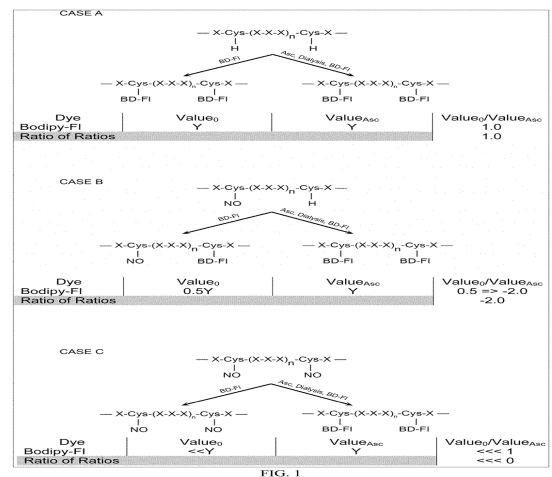 CASE A
— X-Cys-(X-X-X)n-Cys-X —
H H
BD-Fl Asc, Dialysis, BD-Fl
— X-Cys-(X-X-X)n-Cys-X — — X-Cys-(X-X-X)n-Cys-X —
BD-Fl BD-Fl BD-Fl BD-Fl
Dye Value0 ValueAsc Value0/ValueAsc
Bodipy-Fl Y Y 1.0
Ratio of Ratios 1.0
CASE B
— X-Cys-(X-X-X)n-Cys-X —
NO H
BD-Fl Asc, Dialysis, BD-Fl
— X-Cys-(X-X-X)n-Cys-X — — X-Cys-(X-X-X)n-Cys-X —
NO BD-Fl BD-Fl BD-Fl
Dye Value0 ValueAsc Value0/ValueAsc
Bodipy-Fl 0.5Y Y 0.5 => -2.0
Ratio of Ratios -2.0
CASE C
— X-Cys-(X-X-X)n-Cys-X —
NO NO
BD-Fl Asc, Dialysis, BD-Fl
— X-Cys-(X-X-X)n-Cys-X — — X-Cys-(X-X-X)n-Cys-X —
NO NO BD-Fl BD-Fl
Dye Value0 ValueAsc Value0/ValueAsc
Bodipy-Fl <<Y Y <<< 1
Ratio of Ratios <<< 0
FIG. 1